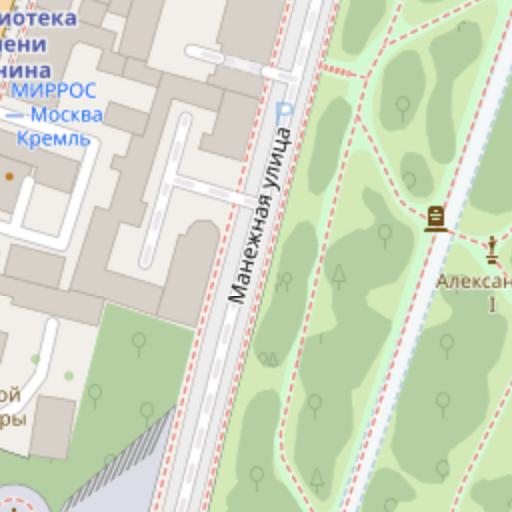 иотека
ени
нина
МИРРОС
— Москва
Кремль
P
Манежная улица
Алексан
I
ой
ры